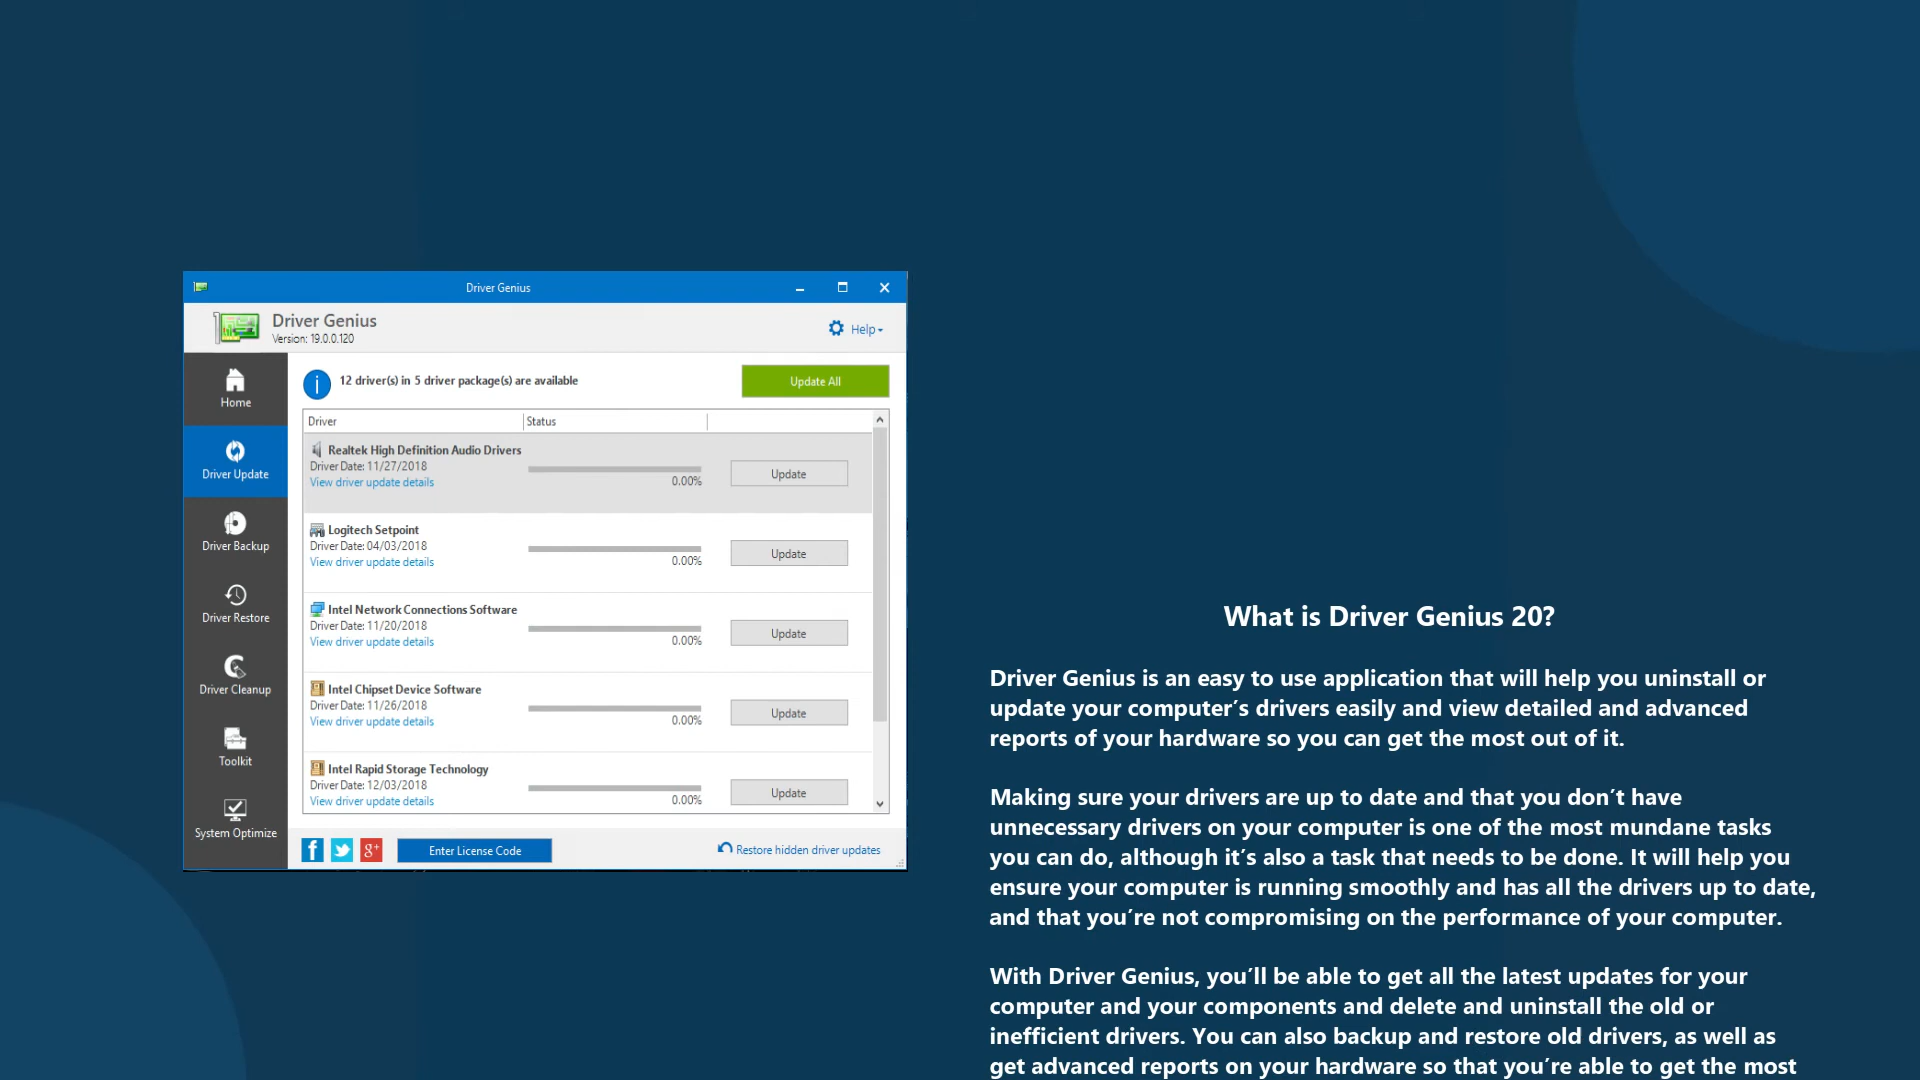 Driver Genius
Driver Genius
Version: 19.0.0.120
Help
Home
Driver Update
Driver Backup
Driver Restore
Driver Cleanup
Toolkit
System Optimize
12 driver(s) in 5 driver package(s) are available
Update All
Driver Status
Realtek High Definition Audio Drivers
Driver Date: 11/27/2018
View driver update details
0.00%
Update
Logitech Setpoint
Driver Date: 04/03/2018
View driver update details
0.00%
Update
Intel Network Connections Software
Driver Date: 11/20/2018
View driver update details
0.00%
Update
Intel Chipset Device Software
Driver Date: 11/26/2018
View driver update details
0.00%
Update
Intel Rapid Storage Technology
Driver Date: 12/03/2018
View driver update details
0.00%
Update
f
g+
Enter License Code
Restore hidden driver updates
What is Driver Genius 20?
Driver Genius is an easy to use application that will help you uninstall or
update your computer’s drivers easily and view detailed and advanced
reports of your hardware so you can get the most out of it.
Making sure your drivers are up to date and that you don’t have
unnecessary drivers on your computer is one of the most mundane tasks
you can do, although it’s also a task that needs to be done. It will help you
ensure your computer is running smoothly and has all the drivers up to date,
and that you’re not compromising on the performance of your computer.
With Driver Genius, you’ll be able to get all the latest updates for your
computer and your components and delete and uninstall the old or
inefficient drivers. You can also backup and restore old drivers, as well as
get advanced reports on your hardware so that you’re able to get the most